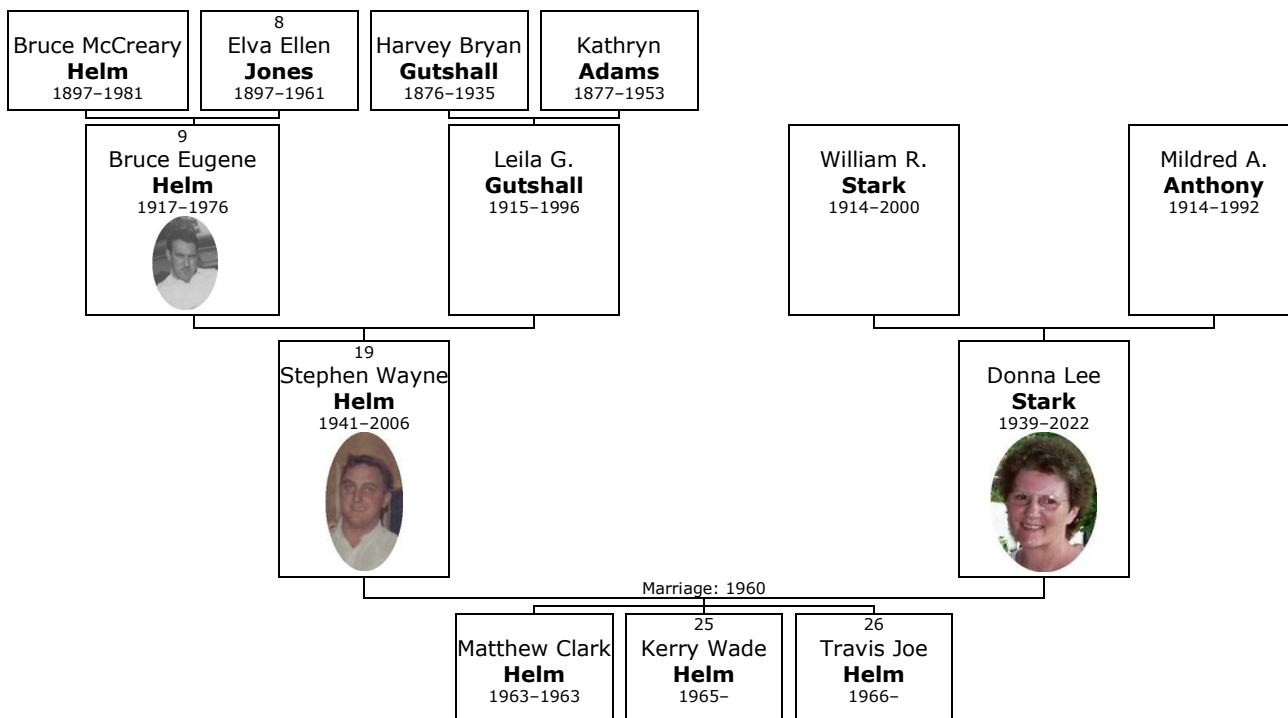 Bruce McCreary
Helm
1897–1981
8
Elva Ellen
Jones
1897–1961
Harvey Bryan
Gutshall
1876–1935
Kathryn
Adams
1877–1953
9
Bruce Eugene
Helm
1917–1976
Leila G.
Gutshall
1915–1996
William R.
Stark
1914–2000
Mildred A.
Anthony
1914–1992
19
Stephen Wayne
Helm
1941–2006
Donna Lee
Stark
1939–2022
Marriage: 1960
Matthew Clark
Helm
1963–1963
25
Kerry Wade
Helm
1965–
26
Travis Joe
Helm
1966–